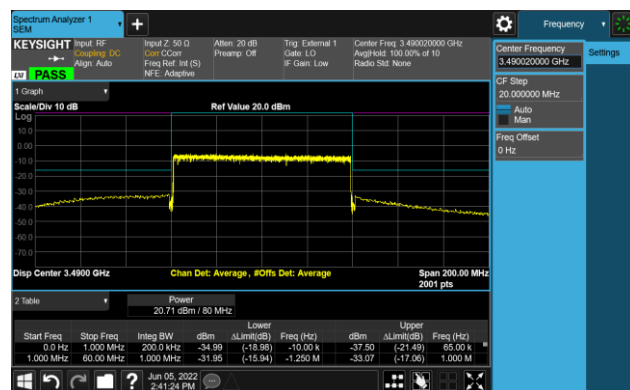 Spectrum Analyzer 1
SEM
Frequency
KEYSIGHT Input: RF Input Z: 50 Ω Atten: 20 dB Trig: External 1 Center Freq: 3.490020000 GHz
Coupling: DC Corr CCorr Preamp: Off Gate: LO Avg|Hold: 100.00% of 10
Align: Auto Freq Ref: Int (S) IF Gain: Low Radio Std: None
NFE: Adaptive
LXI PASS
Center Frequency
3.490020000 GHz
Settings
CF Step
20.000000 MHz
Auto
Man
Freq Offset
0 Hz
1 Graph
Scale/Div 10 dB Ref Value 20.0 dBm
Log
10.0
0.00
-10.0
-20.0
-30.0
-40.0
-50.0
-60.0
-70.0
Disp Center 3.4900 GHz Chan Det: Average, #Offs Det: Average Span 200.00 MHz
2001 pts
2 Table
Power
20.71 dBm / 80 MHz
Lower Upper
Start Freq Stop Freq Integ BW dBm ΔLimit(dB) Freq (Hz) dBm ΔLimit(dB) Freq (Hz)
0.0 Hz 1.000 MHz 200.0 kHz -34.99 (-18.98) -10.00 k -37.50 (-21.49) 65.00 k
1.000 MHz 60.00 MHz 1.000 MHz -31.95 (-15.94) -1.250 M -33.07 (-17.06) 1.000 M
? Jun 05, 2022
2:41:24 PM